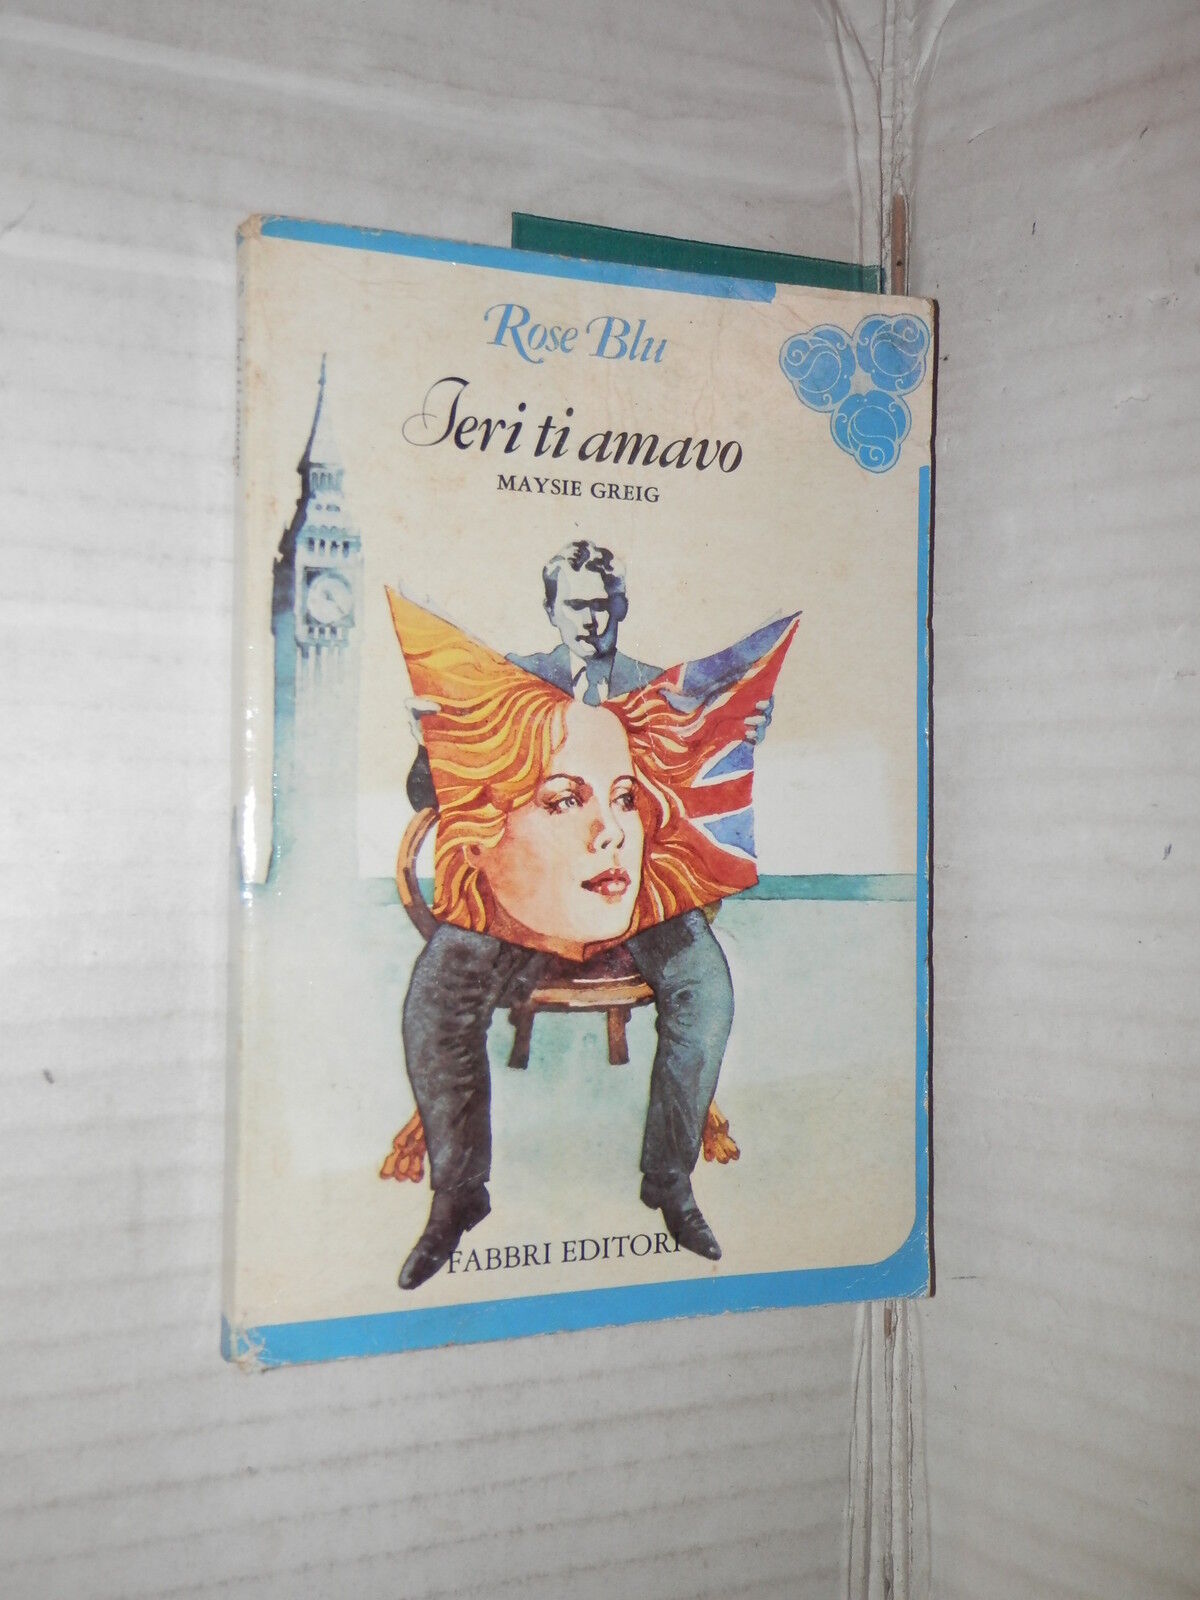 Rose Blu
Ieri ti amavo
MAYSIE GREIG
FABBRI EDITORI